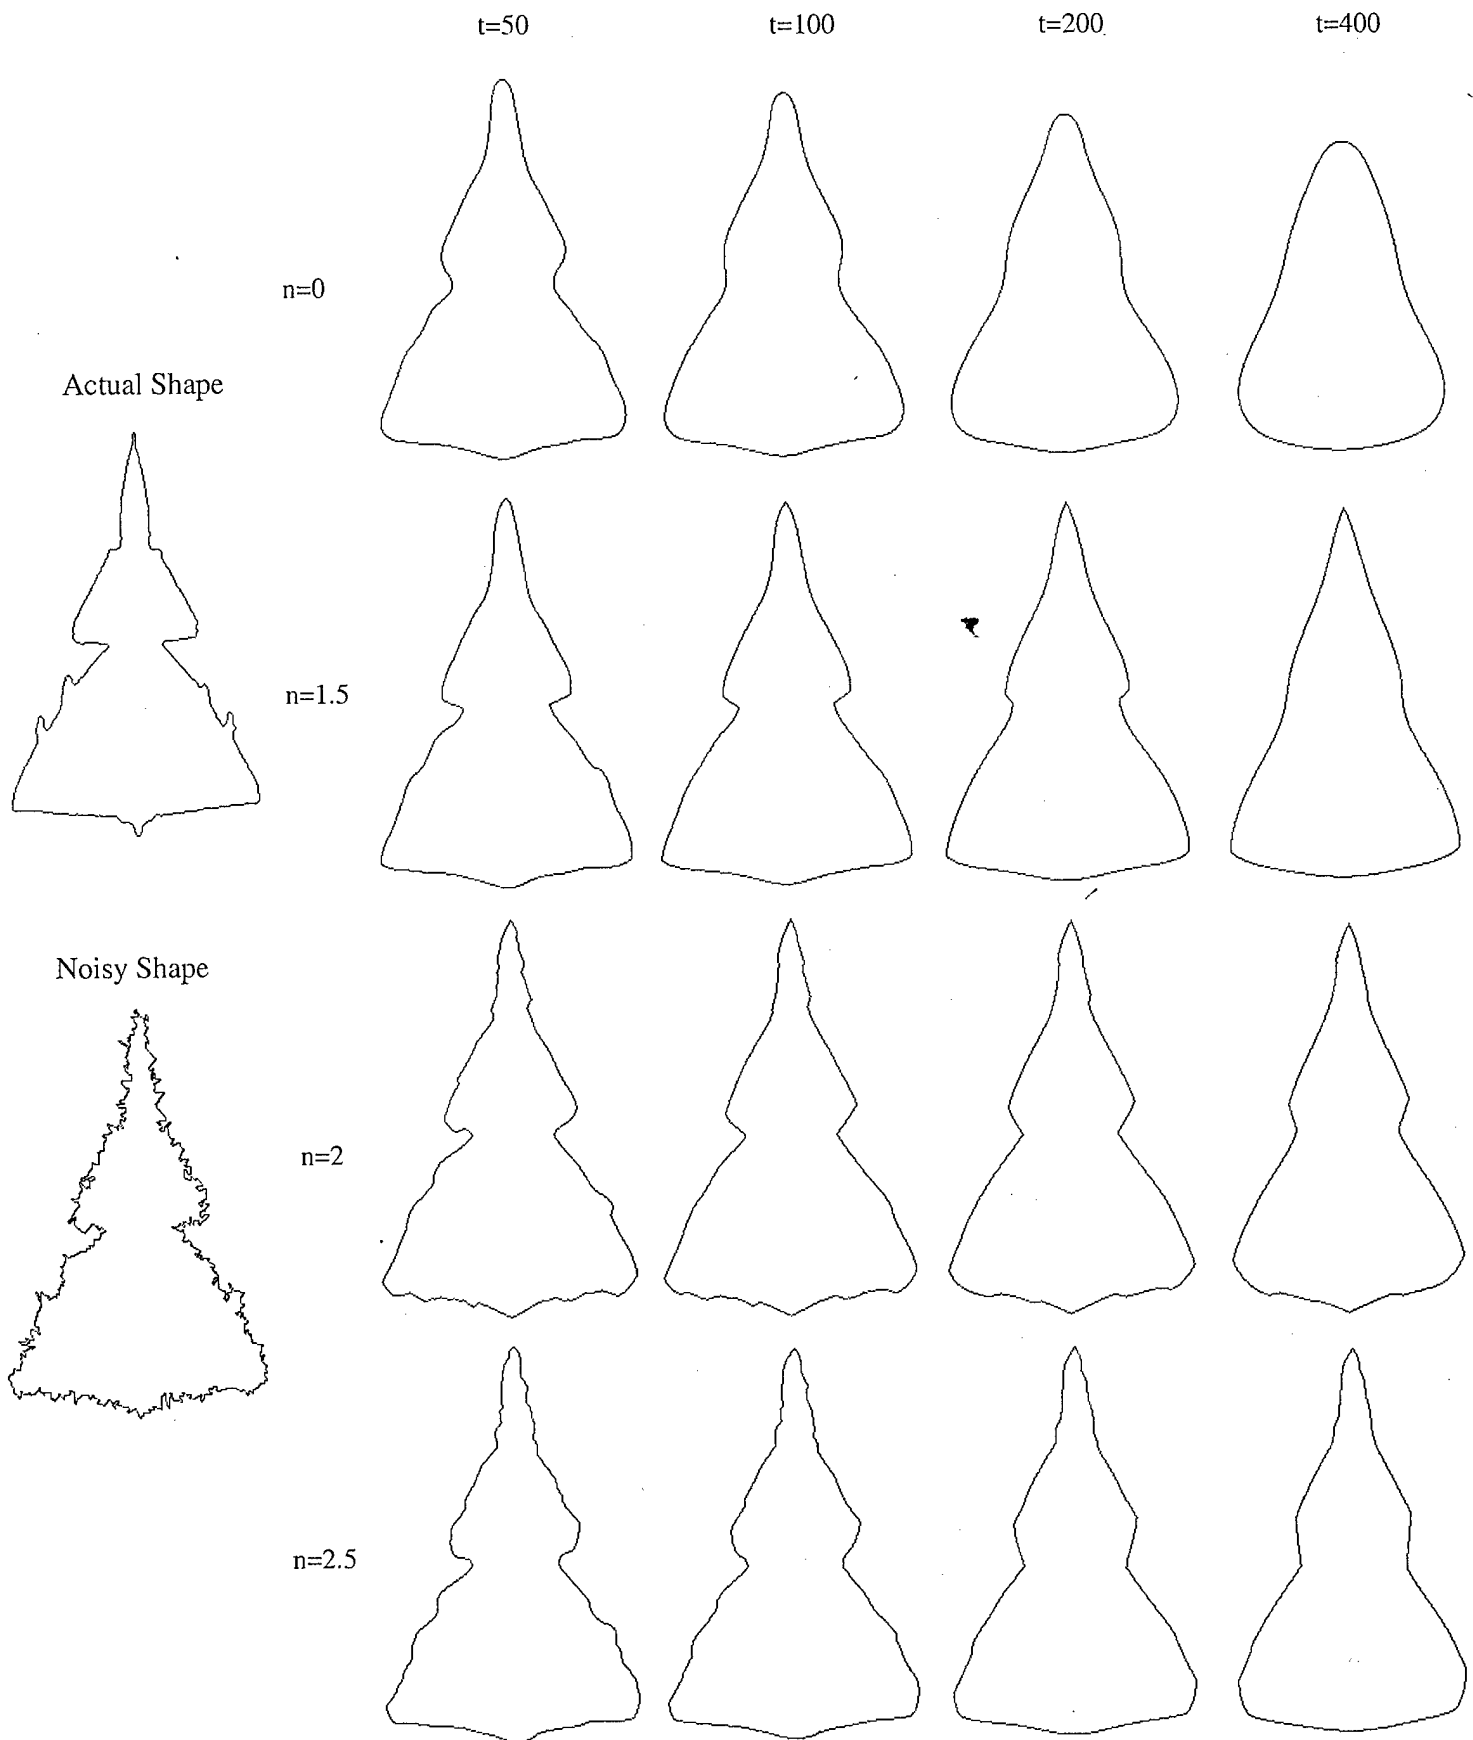 t=50
t=100
t=200
t=400
n=0
Actual Shape
n=1.5
Noisy Shape
n=2
n=2.5